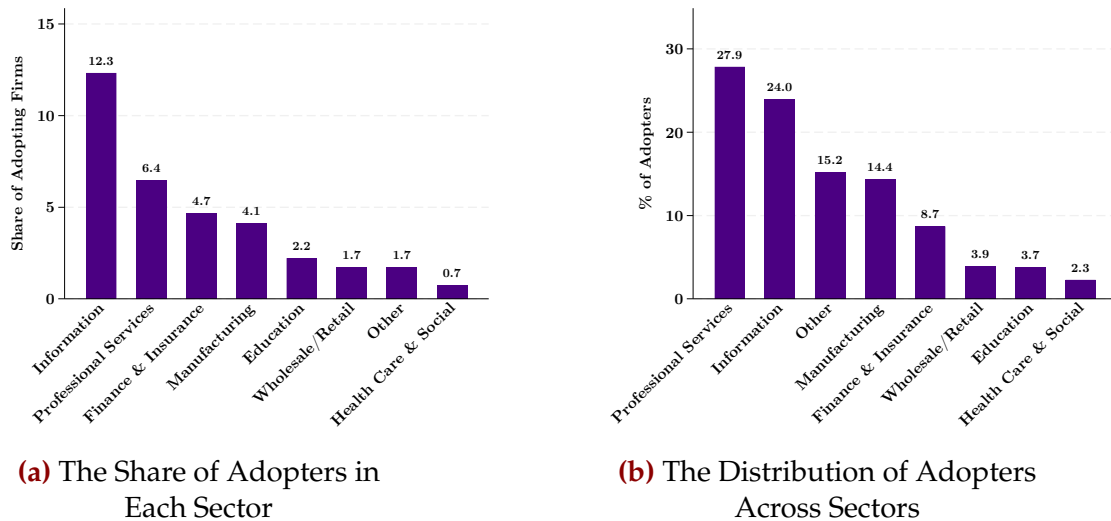 Share of Adopting Firms
15
10
5
0
12.3
6.4
4.7
4.1
2.2
1.7
1.7
0.7
Information
Professional Services
Finance & Insurance
Manufacturing
Education
Wholesale/Retail
Other
Health Care & Social
(a) The Share of Adopters in
Each Sector
% of Adopters
30
20
10
0
27.9
24.0
15.2
14.4
8.7
3.9
3.7
2.3
Professional Services
Information
Other
Manufacturing
Finance & Insurance
Wholesale/Retail
Education
Health Care & Social
(b) The Distribution of Adopters
Across Sectors